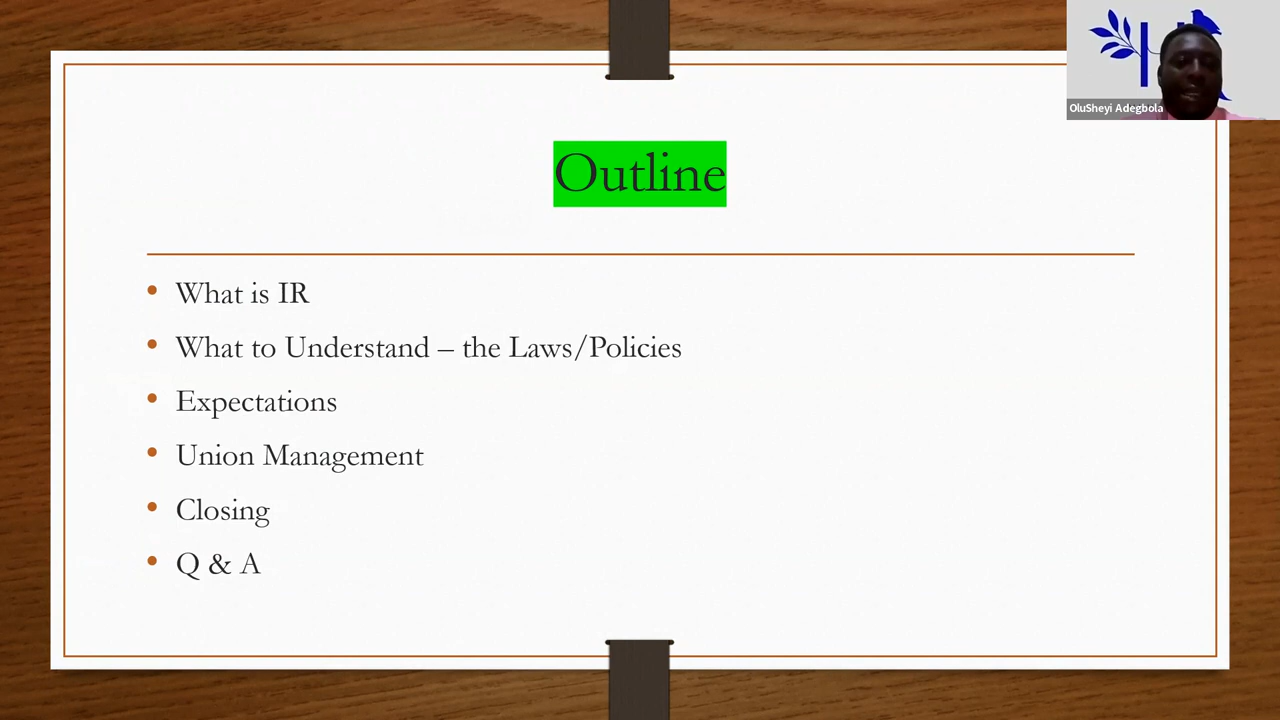 OluSheyi Adegbola
Outline
• What is IR
• What to Understand – the Laws/Policies
• Expectations
• Union Management
• Closing
• Q & A